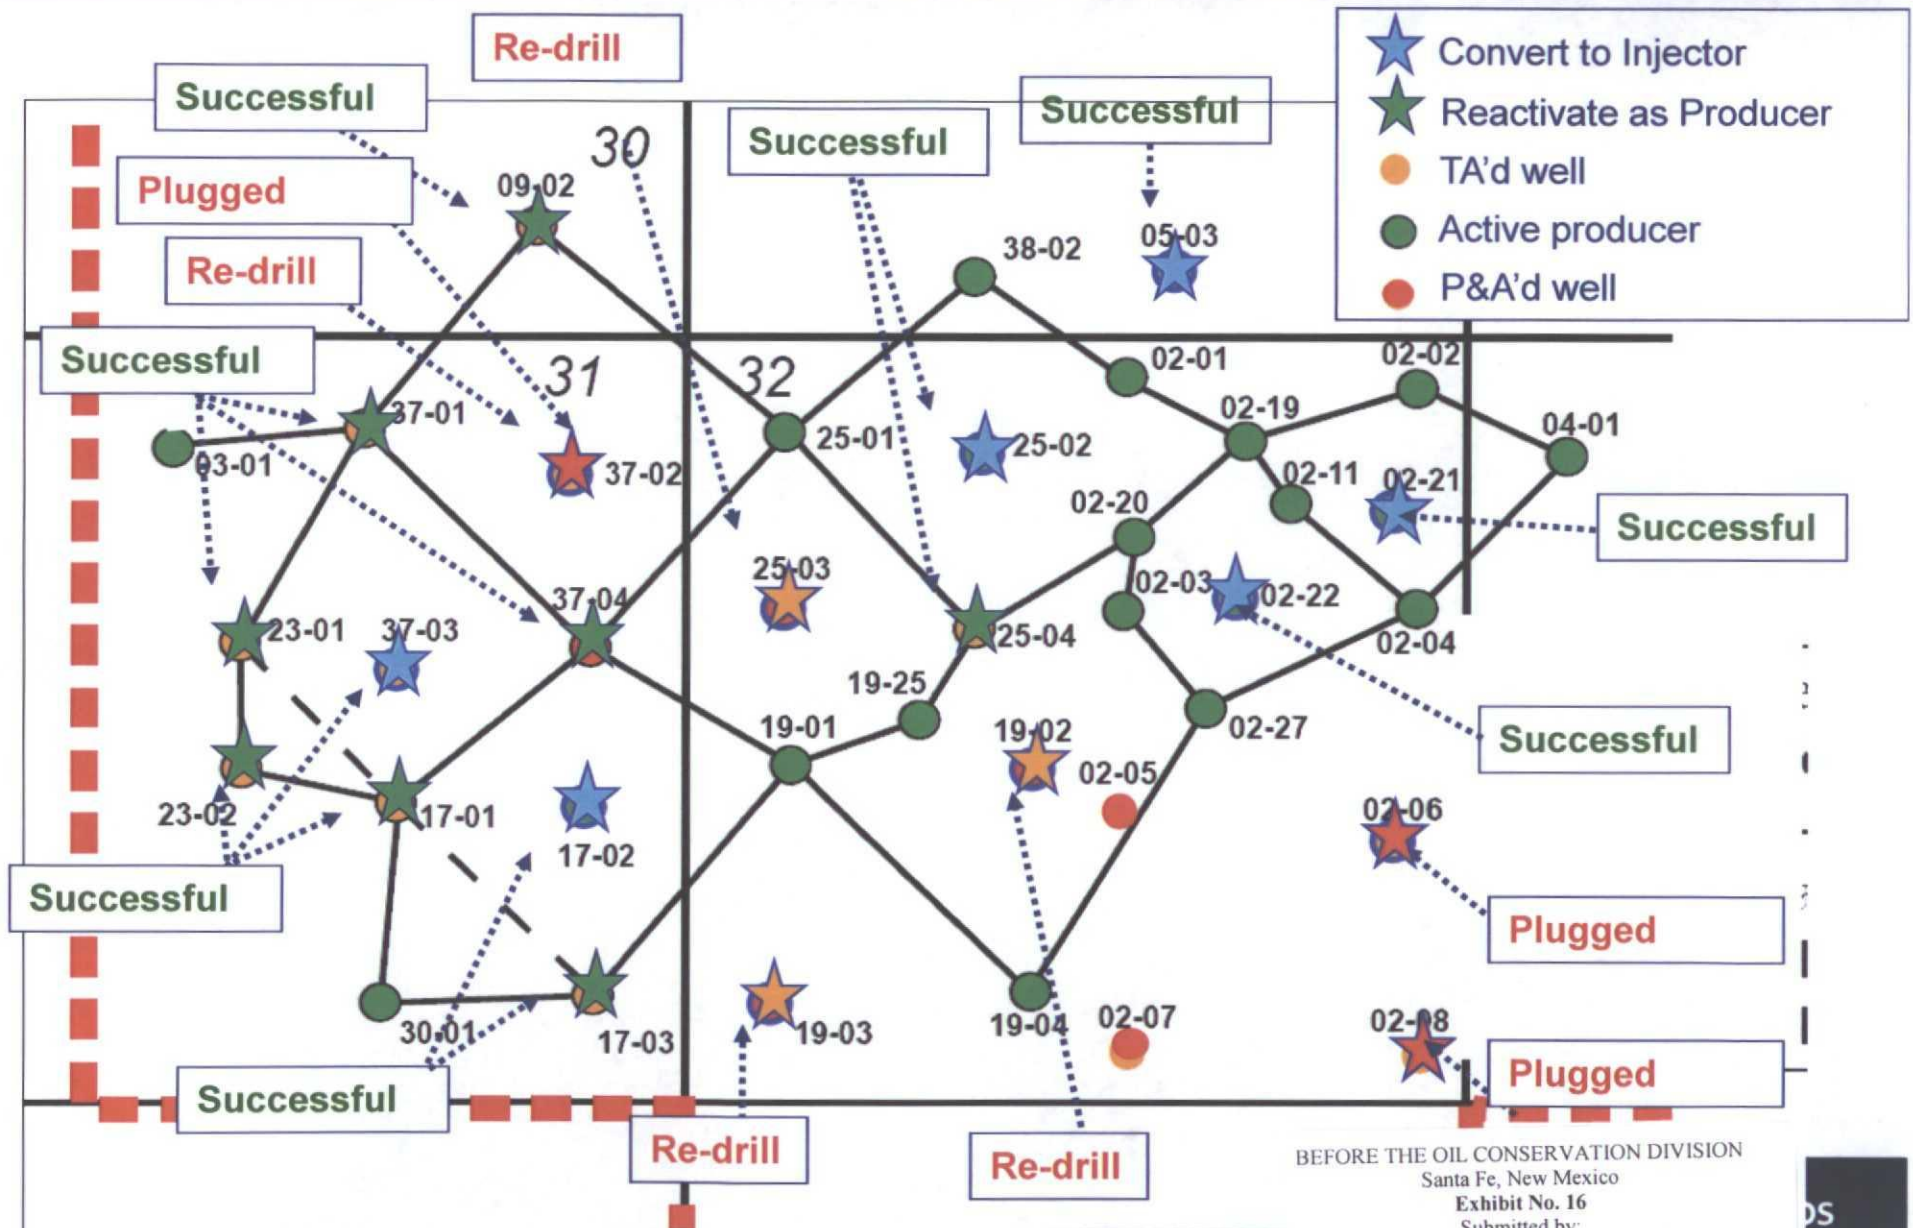 Re-drill
Convert to Injector
Successful
Successful
Successful
Reactivate as Producer
30
TA'd well
Plugged
09-02
Active producer
38-02
05-03
Re-drill
P&A'd well
Successful
31
32
02-01
02-02
37-01
25-01
02-19
04-01
03-01
37-02
25-02
02-11
02-21
02-20
Successful
25-03
02-03
02-22
37-04
23-01
37-03
25-04
02-04
19-25
19-01
19-02
02-27
Successful
02-05
23-02
17-01
02-06
17-02
Successful
Plugged
30-01
17-03
19-03
19-04
02-07
02-08
Successful
Plugged
Re-drill
Re-drill
BEFORE THE OIL CONSERVATION DIVISION
Santa Fe, New Mexico
Exhibit No. 16
Submitted by: